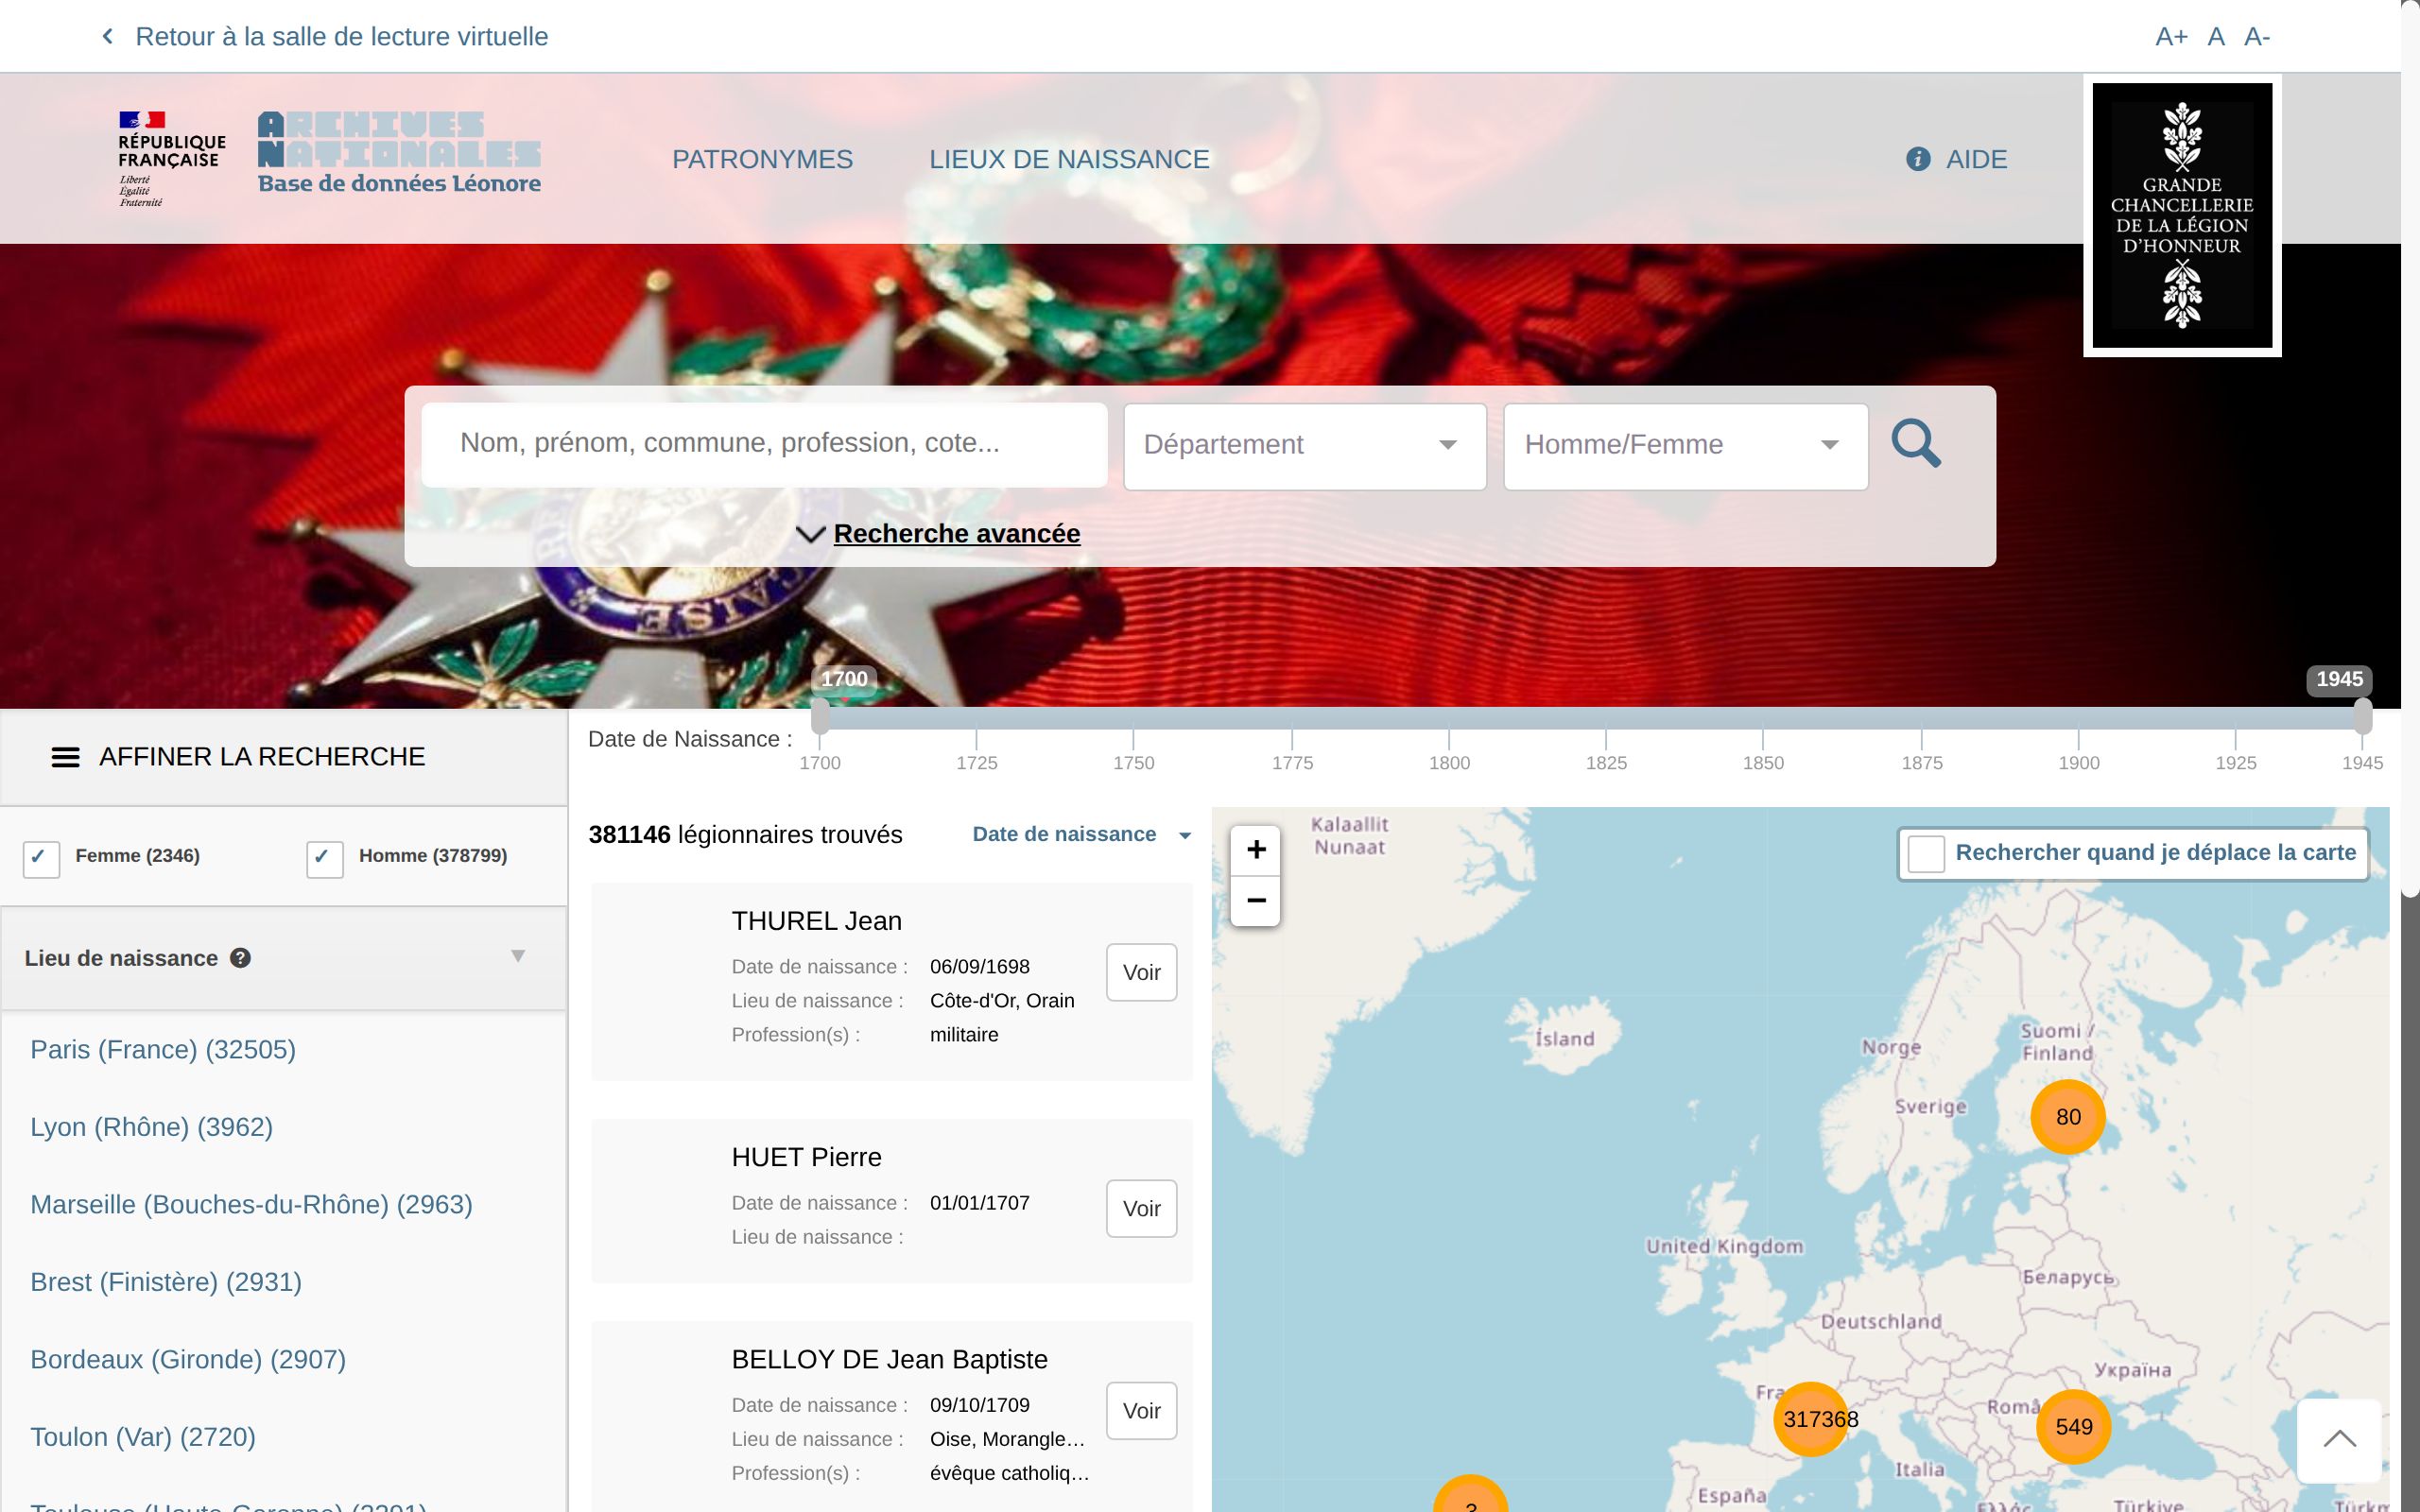 Retour à la salle de lecture virtuelle
A+ A A-
RÉPUBLIQUE
FRANÇAISE
Liberté
Égalité
Fraternité
ARCHIVES
NATIONALES
Base de données Léonore
PATRONYMES
LIEUX DE NAISSANCE
AIDE
GRANDE
CHANCELLERIE
DE LA LÉGION
D'HONNEUR
Nom, prénom, commune, profession, cote...
Département
Homme/Femme
Recherche avancée
1700
1945
AFFINER LA RECHERCHE
Date de Naissance :
1700 1725 1750 1775 1800 1825 1850 1875 1900 1925 1945
Femme (2346)
Homme (378799)
Lieu de naissance ?
Paris (France) (32505)
Lyon (Rhône) (3962)
Marseille (Bouches-du-Rhône) (2963)
Brest (Finistère) (2931)
Bordeaux (Gironde) (2907)
Toulon (Var) (2720)
381146 légionnaires trouvés
Date de naissance
THUREL Jean
Date de naissance : 06/09/1698
Lieu de naissance : Côte-d'Or, Orain
Profession(s) : militaire
Voir
HUET Pierre
Date de naissance : 01/01/1707
Lieu de naissance :
Voir
BELLOY DE Jean Baptiste
Date de naissance : 09/10/1709
Lieu de naissance : Oise, Morangle…
Profession(s) : évêque catholiq…
Voir
+
−
Rechercher quand je déplace la carte
Kalaallit
Nunaat
Ísland
Norge
Suomi /
Finland
80
Sverige
United Kingdom
Беларусь
Deutschland
Україна
Fra
317368
Româ
549
Italia
España
Türkiye
3